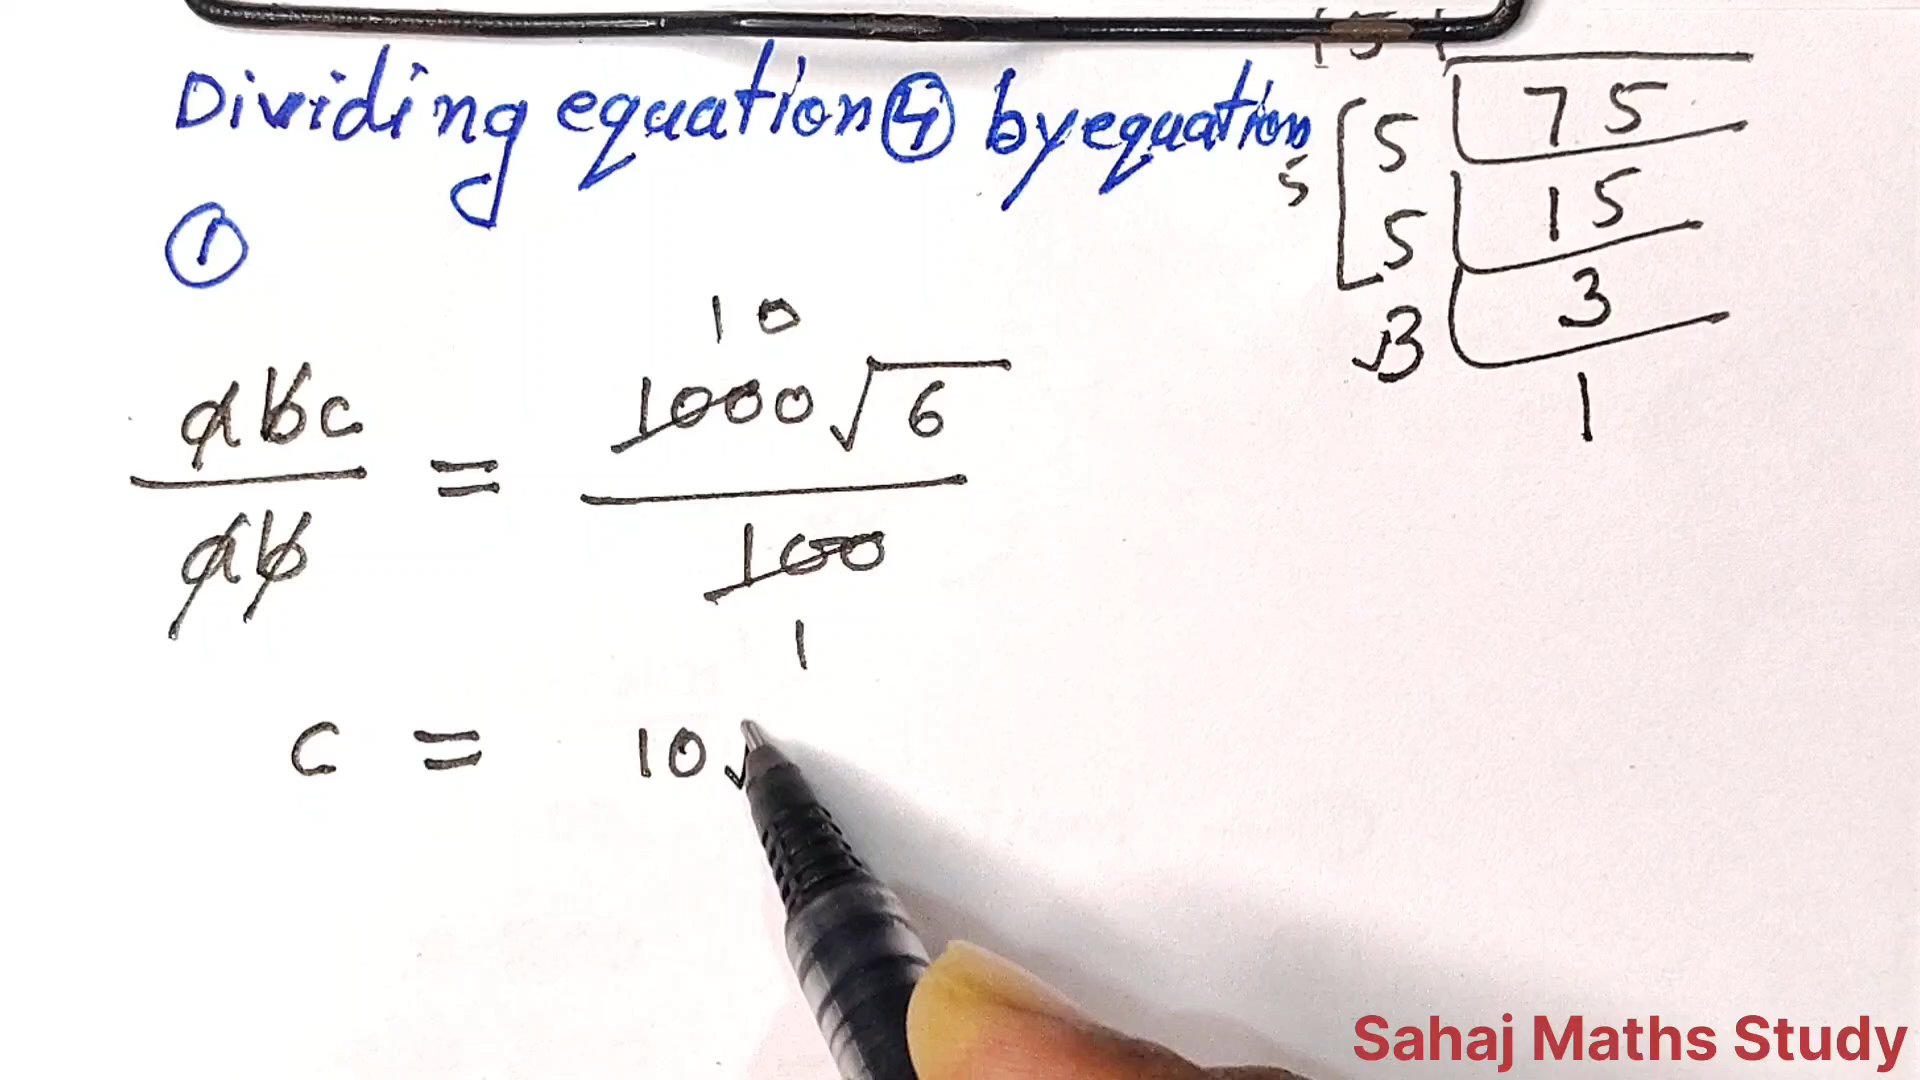 Dividing equation ④ by equation
①
10
abc = 1000√6
ab 100
1
c = 10√
5 5 75
5 15
3 3
1
Sahaj Maths Study